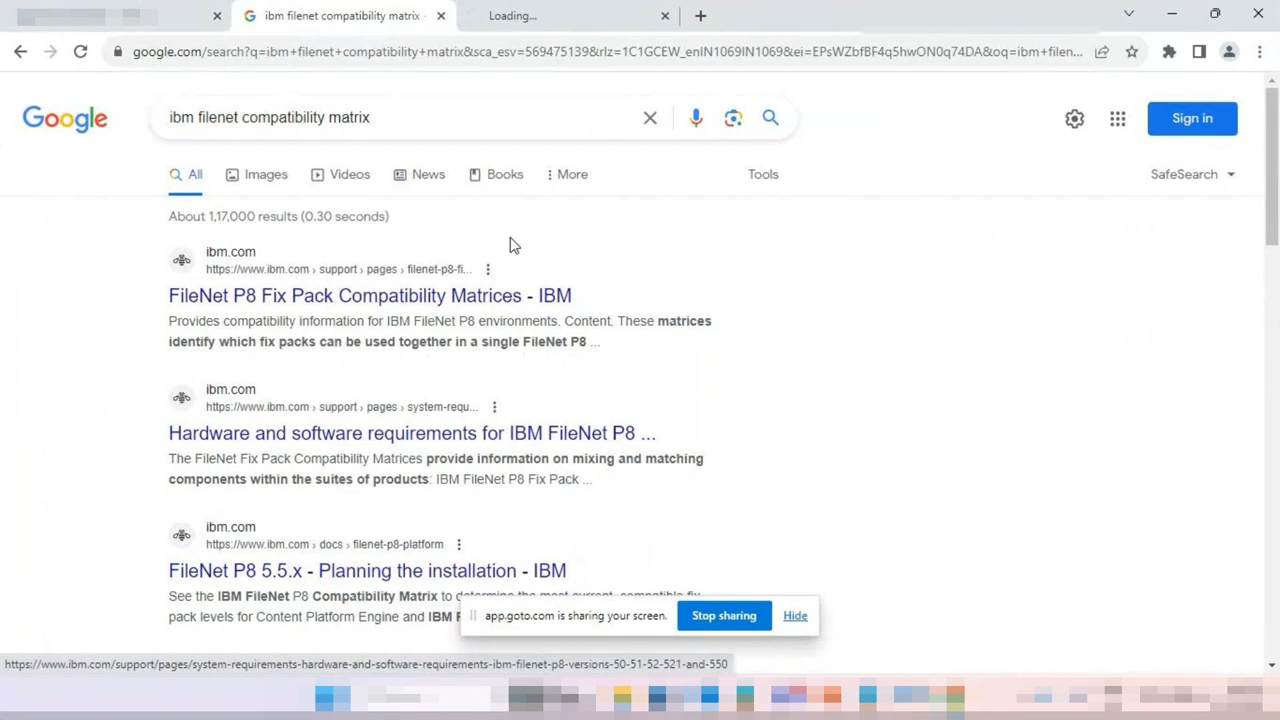 ibm filenet compatibility matrix -
Loading...
google.com/search?q=ibm+filenet+compatibility+matrix&sca_esv=569475139&rlz=1C1GCEW_enIN1069IN1069&ei=EPsWZbfBF4q5hwON0q74DA&oq=ibm+filen...
Google
ibm filenet compatibility matrix
Sign in
All
Images
Videos
News
Books
More
Tools
SafeSearch
About 1,17,000 results (0.30 seconds)
ibm.com
https://www.ibm.com › support › pages › filenet-p8-fi...
FileNet P8 Fix Pack Compatibility Matrices - IBM
Provides compatibility information for IBM FileNet P8 environments. Content. These matrices
identify which fix packs can be used together in a single FileNet P8 ...
ibm.com
https://www.ibm.com › support › pages › system-requ...
Hardware and software requirements for IBM FileNet P8 ...
The FileNet Fix Pack Compatibility Matrices provide information on mixing and matching
components within the suites of products: IBM FileNet P8 Fix Pack ...
ibm.com
https://www.ibm.com › docs › filenet-p8-platform
FileNet P8 5.5.x - Planning the installation - IBM
See the IBM FileNet P8 Compatibility Matrix to determine the most current, compatible fix
pack levels for Content Platform Engine and IBM F
app.goto.com is sharing your screen.
Stop sharing
Hide
https://www.ibm.com/support/pages/system-requirements-hardware-and-software-requirements-ibm-filenet-p8-versions-50-51-52-521-and-550